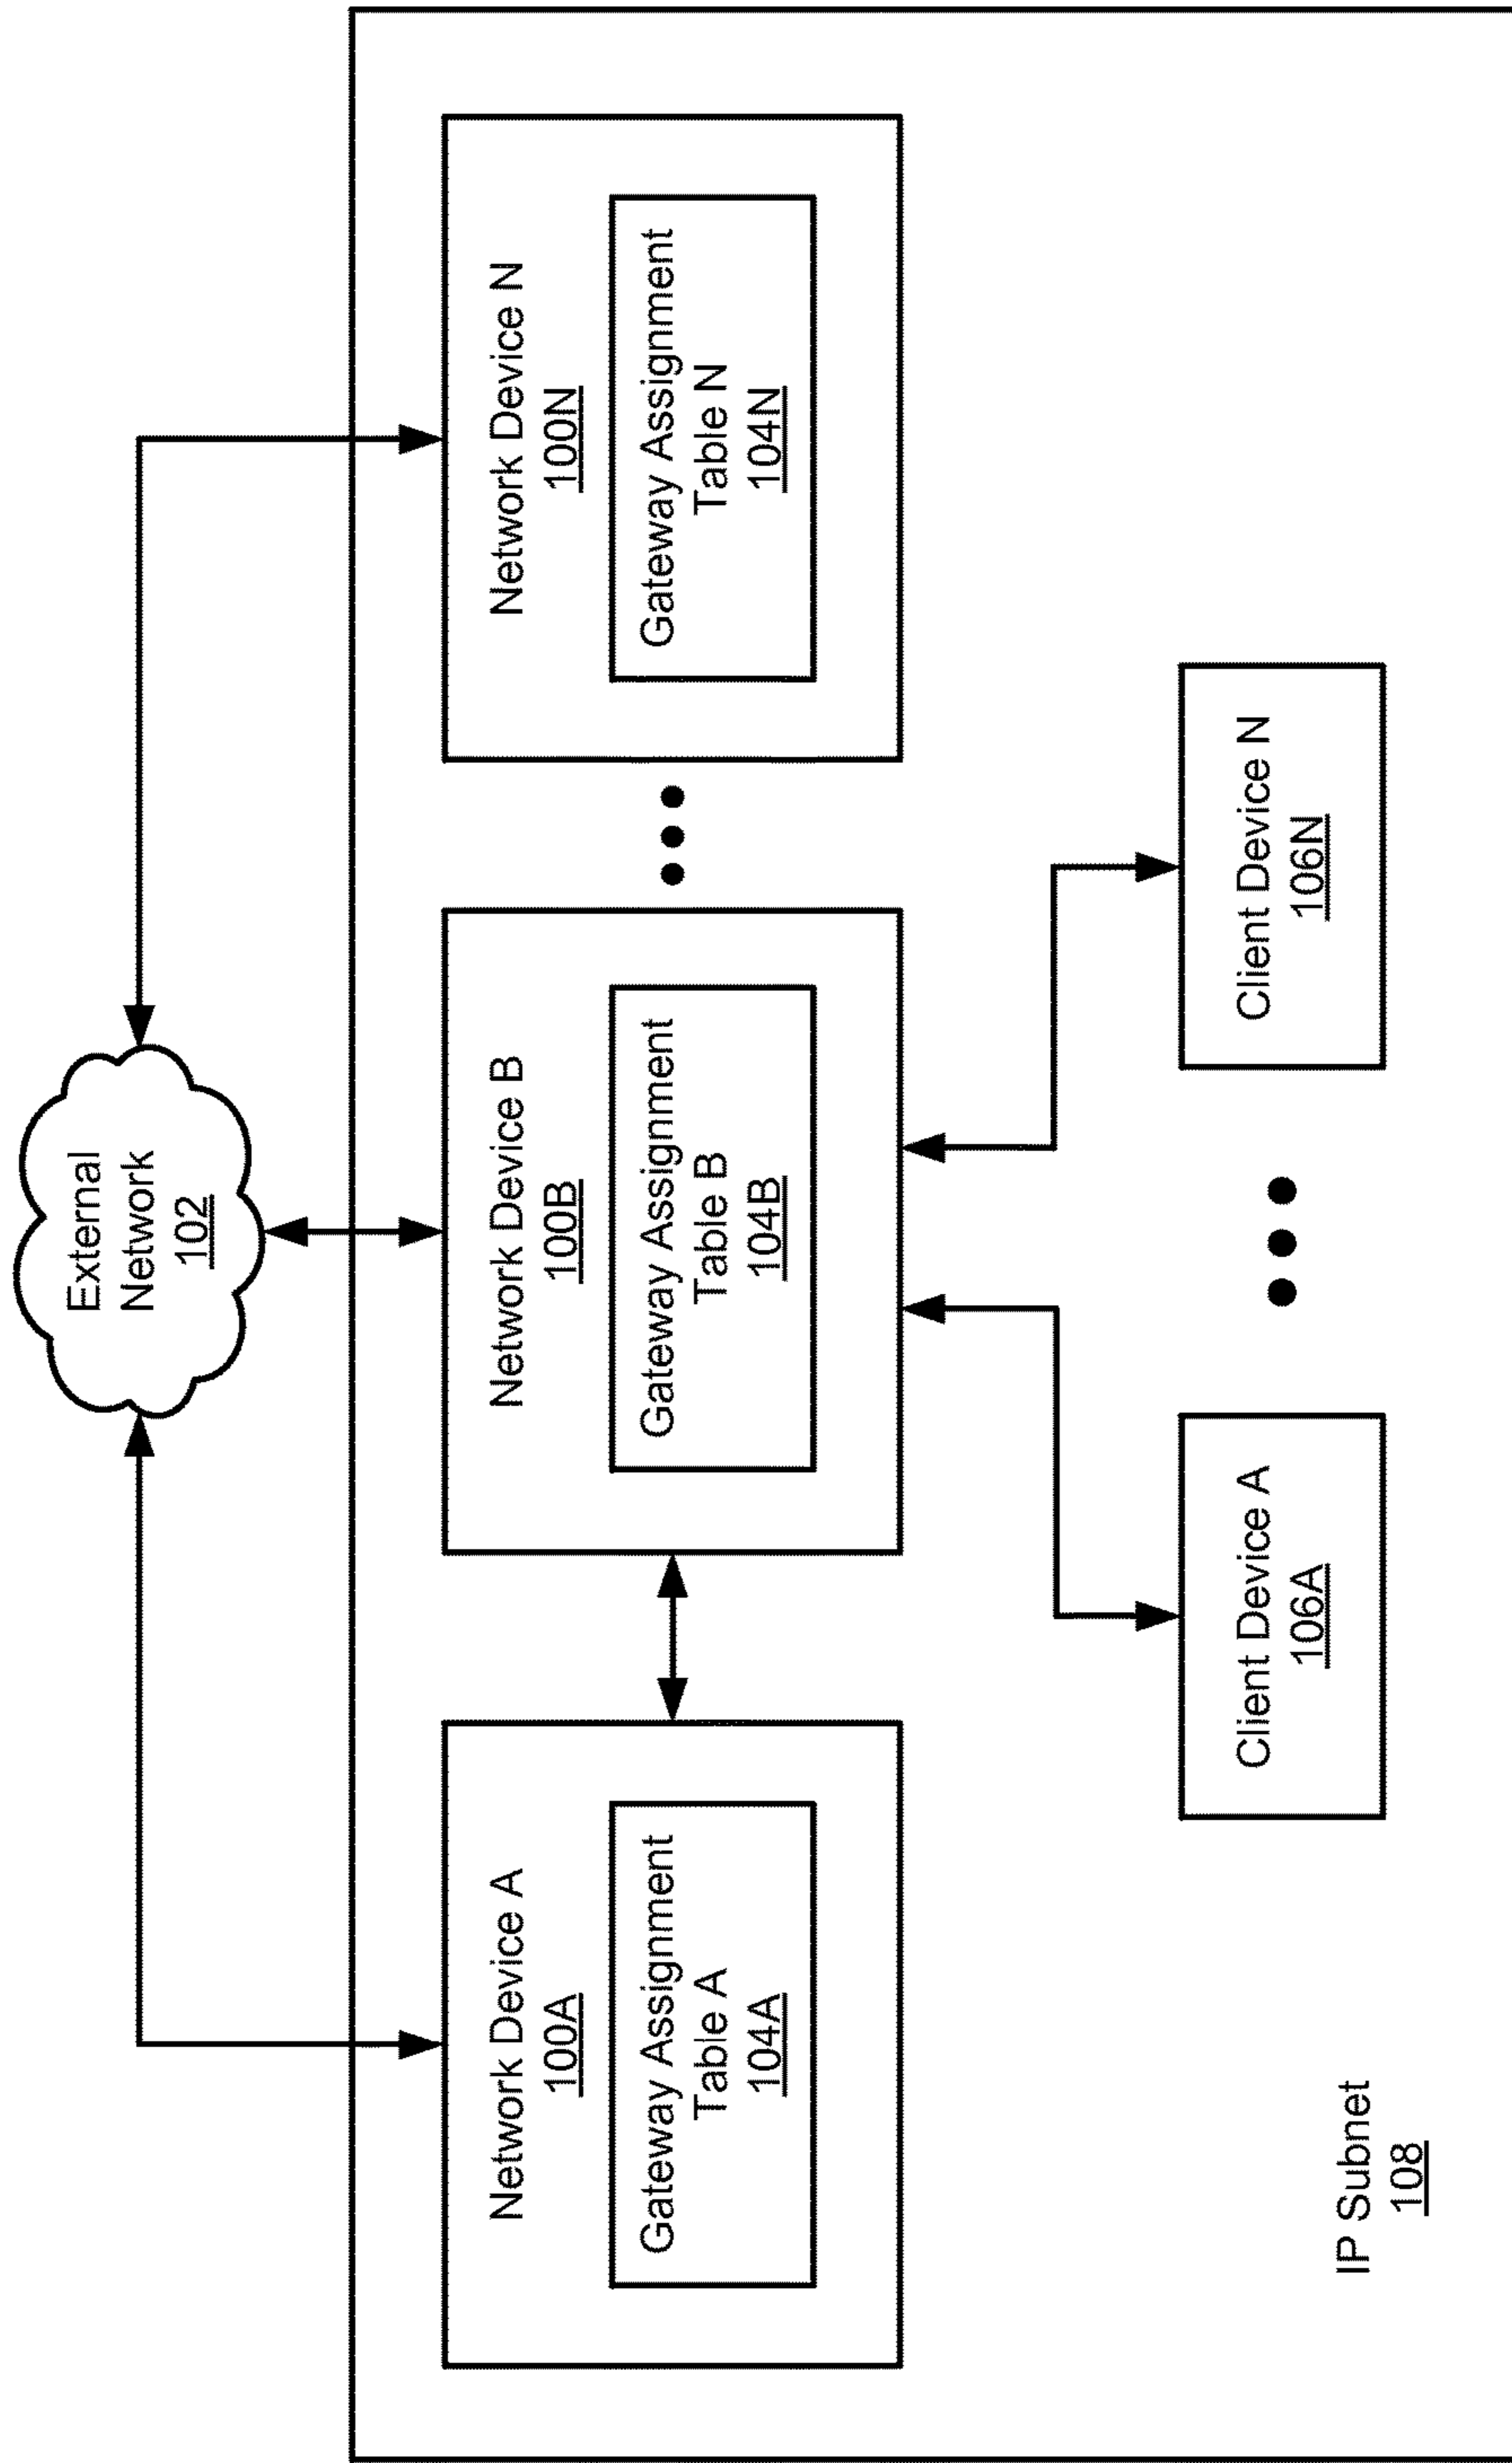 External
Network
102
Network Device A
100A
Gateway Assignment
Table A
104A
Network Device B
100B
Gateway Assignment
Table B
104B
Network Device N
100N
Gateway Assignment
Table N
104N
Client Device A
106A
Client Device N
106N
IP Subnet
108